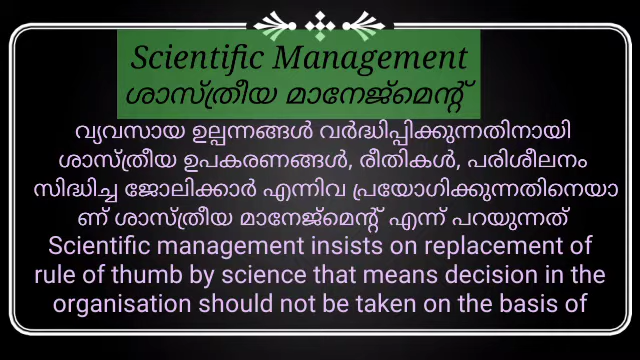 Scientific Management
ശാസ്ത്രീയ മാനേജ്മെന്റ്
വ്യവസായ ഉല്പന്നങ്ങൾ വർദ്ധിപ്പിക്കുന്നതിനായി
ശാസ്ത്രീയ ഉപകരണങ്ങൾ, രീതികൾ, പരിശീലനം
സിദ്ധിച്ച ജോലിക്കാർ എന്നിവ പ്രയോഗിക്കുന്നതിനെയാ
ണ് ശാസ്ത്രീയ മാനേജ്മെന്റ് എന്ന് പറയുന്നത്
Scientific management insists on replacement of
rule of thumb by science that means decision in the
organisation should not be taken on the basis of